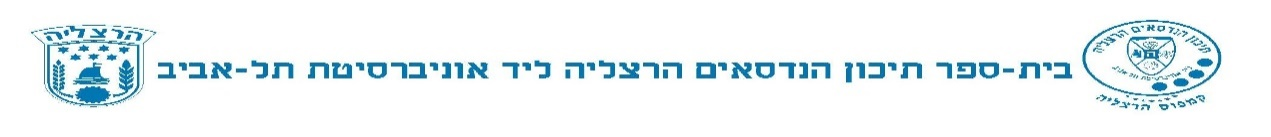 הרצליה
בית-ספר תיכון הנדסאים הרצליה ליד אוניברסיטת תל-אביב
תיכון הנדסאים הרצליה
קמפוס הרצליה